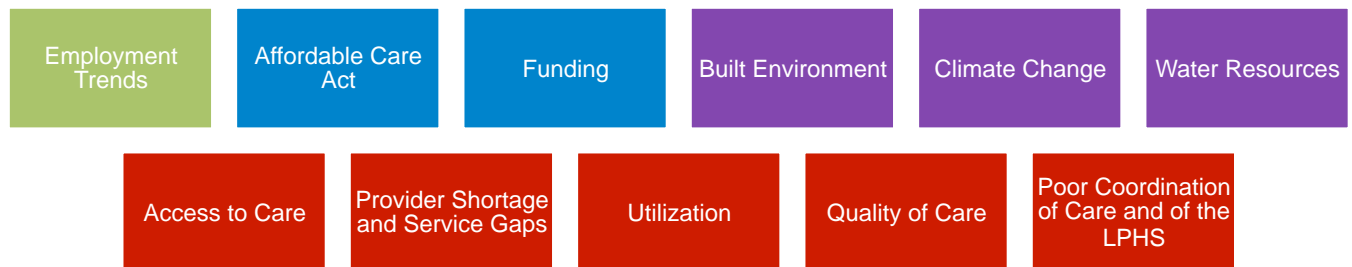 Employment
Trends
Affordable Care
Act
Funding
Built Environment
Climate Change
Water Resources
Access to Care
Provider Shortage
and Service Gaps
Utilization
Quality of Care
Poor Coordination
of Care and of the
LPHS